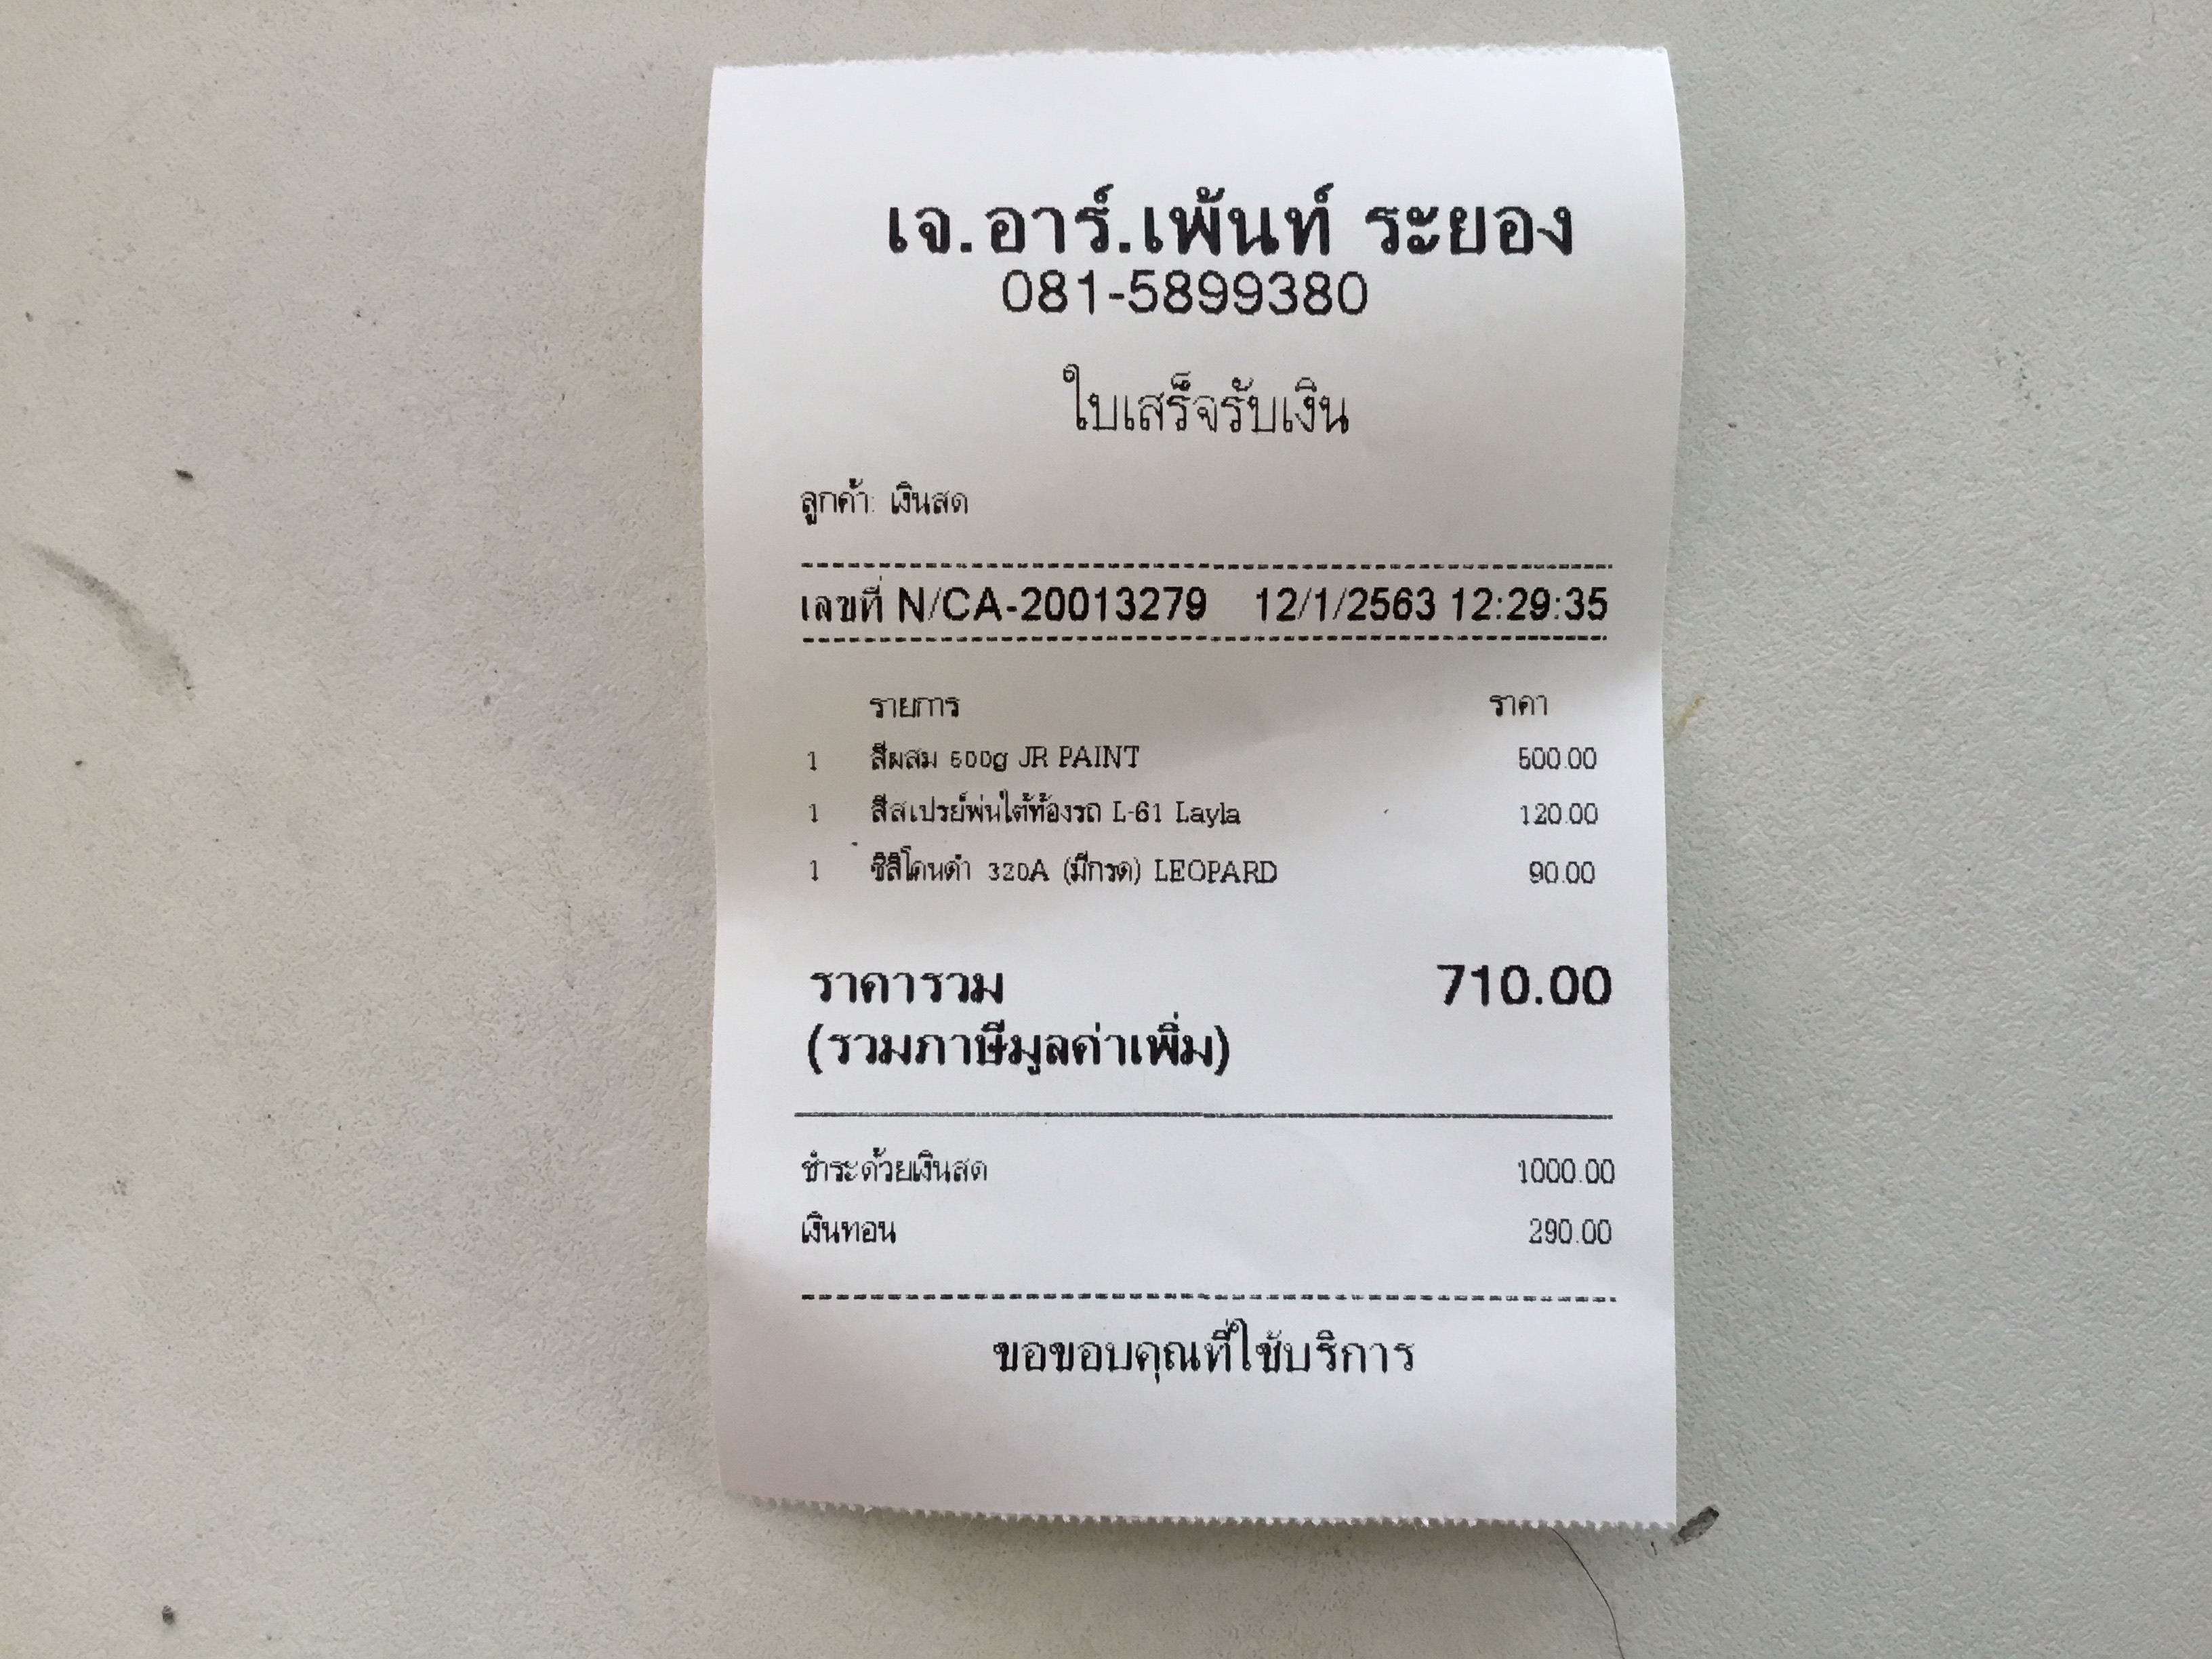 เจ.อาร์.เพ้นท์ ระยอง
081-5899380
ใบเสร็จรับเงิน
ลูกค้า: เงินสด
เลขที่ N/CA-20013279 12/1/2563 12:29:35
รายการ ราคา
1 สีผสม 500g JR PAINT 500.00
1 สีสเปรย์พ่นใต้ท้องรถ L-61 Layla 120.00
1 ซิลิโคนดำ 320A (มีกรด) LEOPARD 90.00
ราคารวม 710.00
(รวมภาษีมูลค่าเพิ่ม)
ชำระด้วยเงินสด 1000.00
เงินทอน 290.00
ขอขอบคุณที่ใช้บริการ